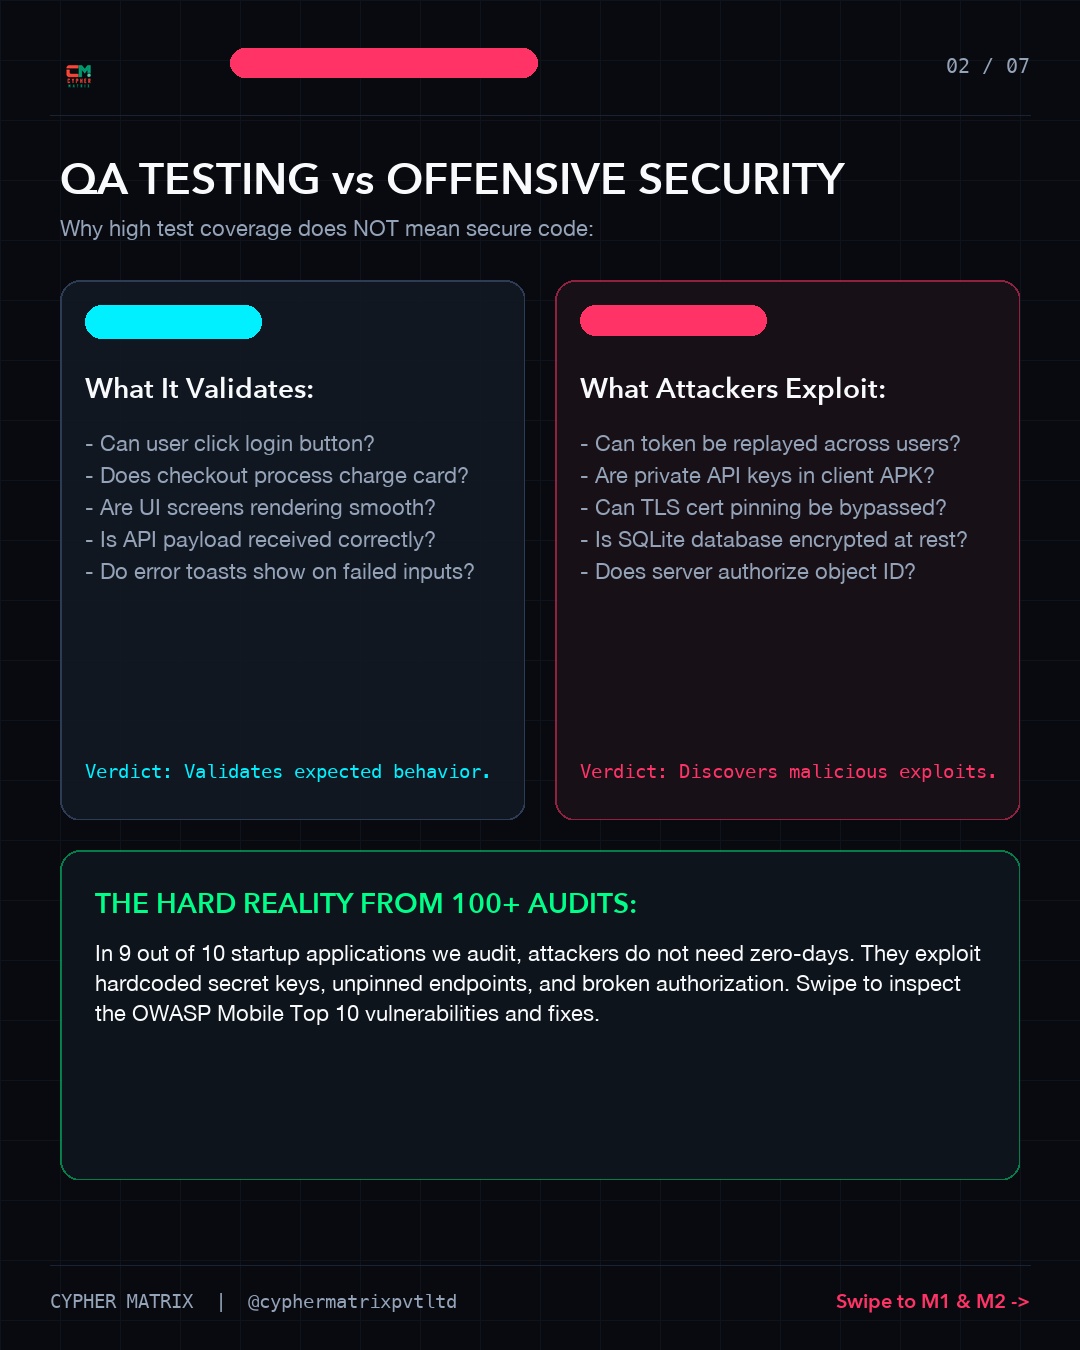 CM
CYPHER
MATRIX
02 / 07
QA TESTING vs OFFENSIVE SECURITY
Why high test coverage does NOT mean secure code:
What It Validates:
- Can user click login button?
- Does checkout process charge card?
- Are UI screens rendering smooth?
- Is API payload received correctly?
- Do error toasts show on failed inputs?
Verdict: Validates expected behavior.
What Attackers Exploit:
- Can token be replayed across users?
- Are private API keys in client APK?
- Can TLS cert pinning be bypassed?
- Is SQLite database encrypted at rest?
- Does server authorize object ID?
Verdict: Discovers malicious exploits.
THE HARD REALITY FROM 100+ AUDITS:
In 9 out of 10 startup applications we audit, attackers do not need zero-days. They exploit
hardcoded secret keys, unpinned endpoints, and broken authorization. Swipe to inspect
the OWASP Mobile Top 10 vulnerabilities and fixes.
CYPHER MATRIX | @cyphermatrixpvtltd
Swipe to M1 & M2 ->